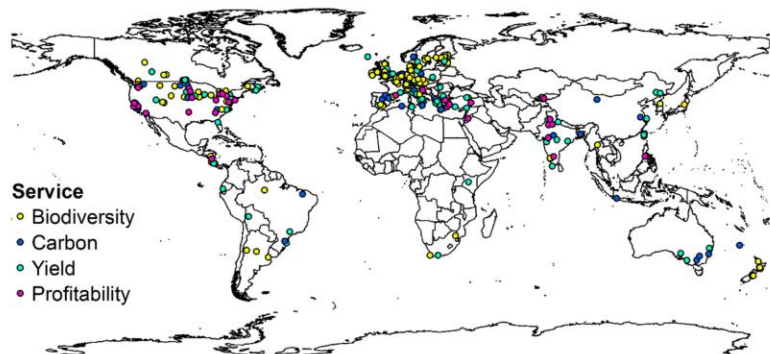 Service
Biodiversity
Carbon
Yield
Profitability